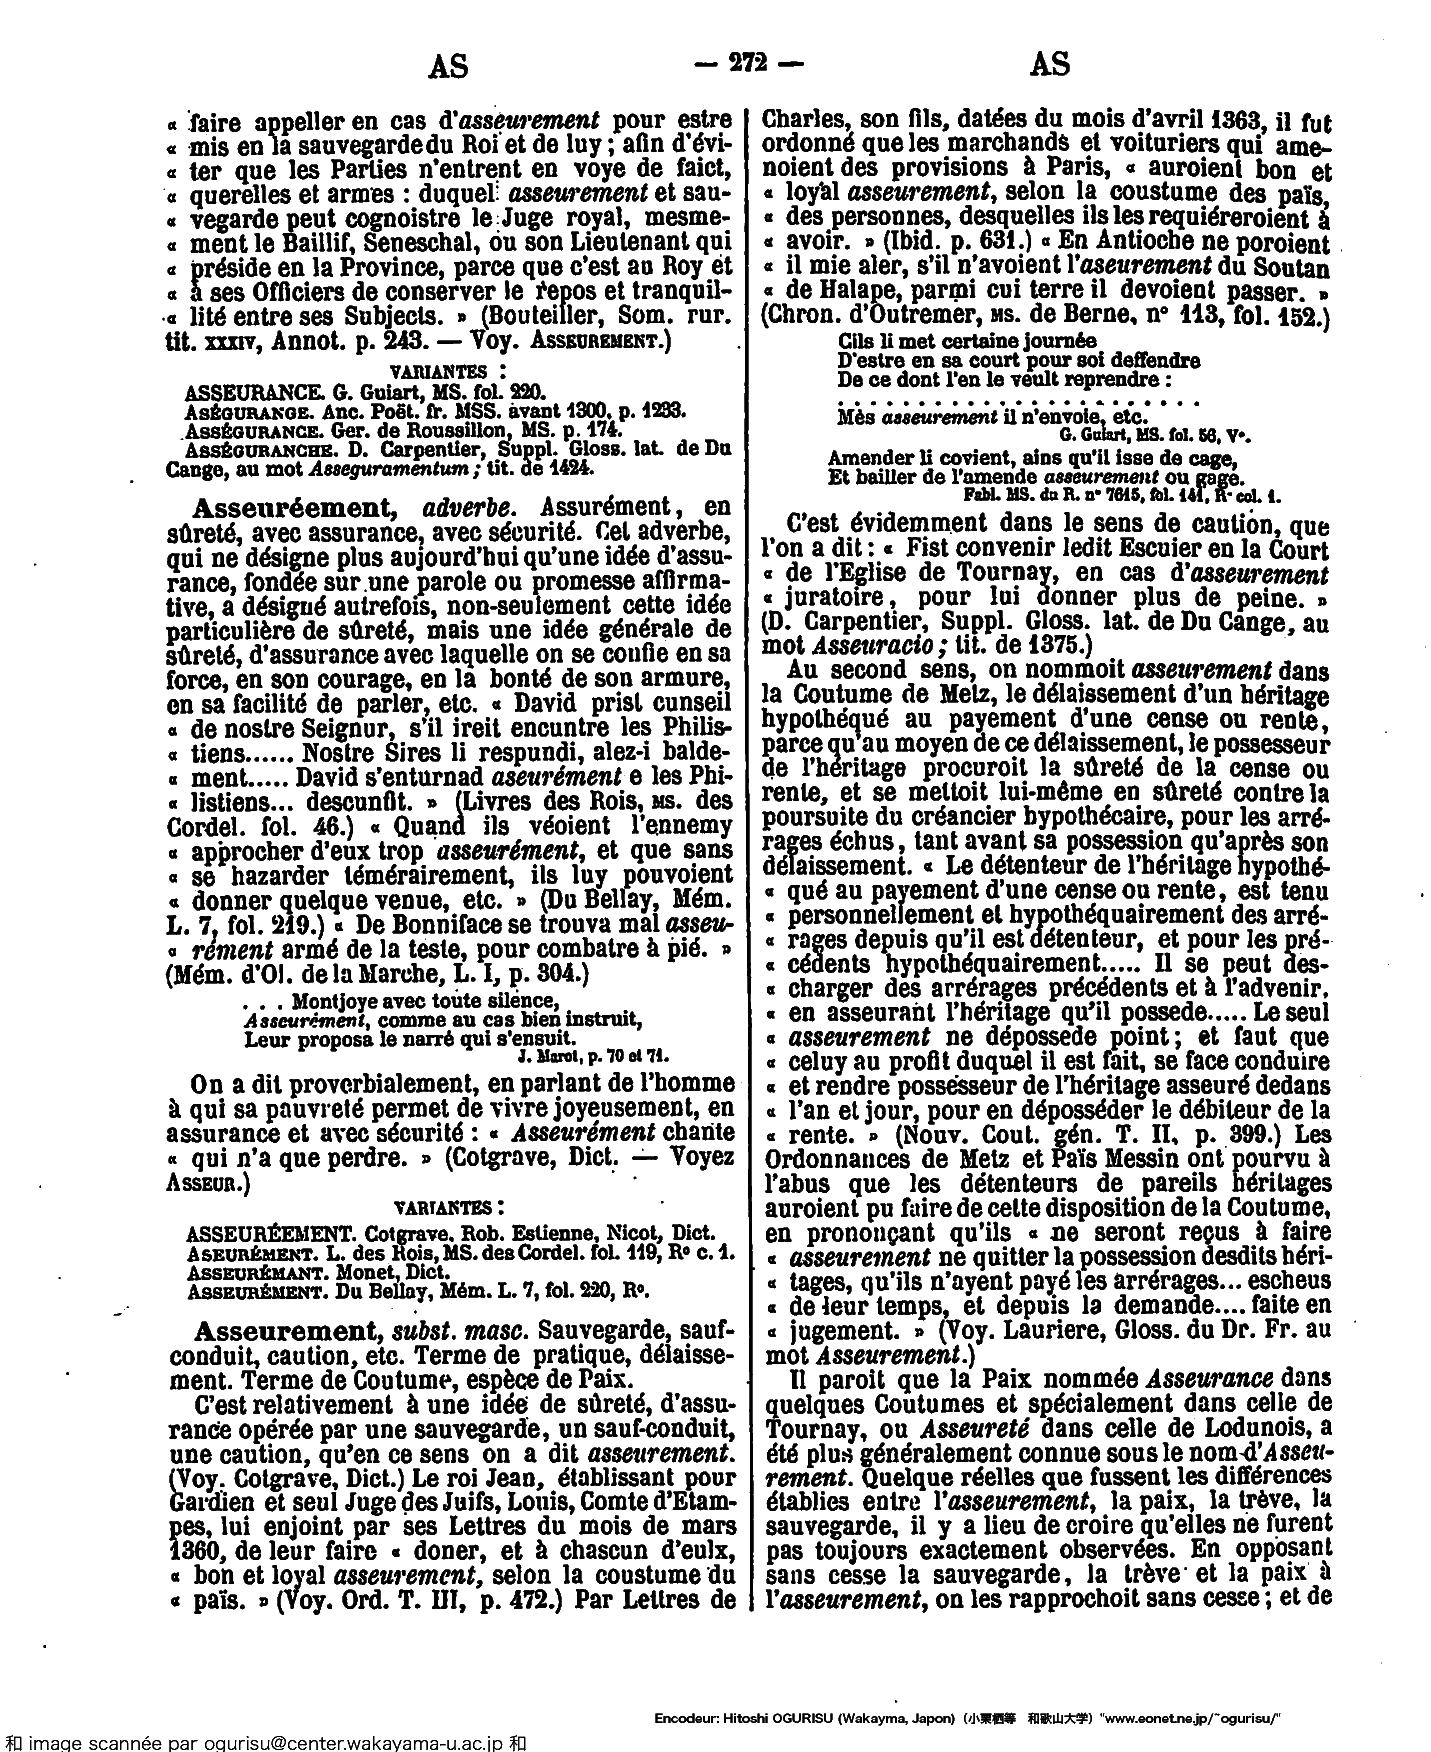 AS — 272 — AS
« faire appeller en cas d'asseurement pour estre
« mis en la sauvegarde du Roi et de luy ; afin d'évi-
« ter que les Parties n'entrent en voye de faict,
« querelles et armes : duquel asseurement et sau-
« vegarde peut cognoistre le Juge royal, mesme-
« ment le Baillif, Seneschal, ou son Lieutenant qui
« préside en la Province, parce que c'est au Roy et
« à ses Officiers de conserver le repos et tranquil-
« lité entre ses Subjects. » (Bouteiller, Som. rur.
tit. XXXIV, Annot. p. 243. — Voy. ASSEUREMENT.)
VARIANTES :
ASSEURANCE. G. Guiart, MS. fol. 220.
ASÉGURANGE. Anc. Poët. fr. MSS. avant 1300, p. 1233.
ASSÉGURANCE. Ger. de Roussillon, MS. p. 174.
ASSÉGURANCHE. D. Carpentier, Suppl. Gloss. lat. de Du
Cange, au mot Asseguramentum ; tit. de 1424.
Asseuréement, adverbe. Assurément, en
sûreté, avec assurance, avec sécurité. Cet adverbe,
qui ne désigne plus aujourd'hui qu'une idée d'assu-
rance, fondée sur une parole ou promesse affirma-
tive, a désigué autrefois, non-seulement cette idée
particulière de sûreté, mais une idée générale de
sûreté, d'assurance avec laquelle on se confie en sa
force, en son courage, en la bonté de son armure,
en sa facilité de parler, etc. « David prist cunseil
« de nostre Seignur, s'il ireit encuntre les Philis-
« tiens...... Nostre Sires li respundi, alez-i balde-
« ment..... David s'enturnad aseurément e les Phi-
« listiens... descunfit. » (Livres des Rois, MS. des
Cordel. fol. 46.) « Quand ils véoient l'ennemy
« approcher d'eux trop asseurément, et que sans
« se hazarder témérairement, ils luy pouvoient
« donner quelque venue, etc. » (Du Bellay, Mém.
L. 7, fol. 219.) « De Bonniface se trouva mal asseu-
« rément armé de la teste, pour combatre à pié. »
(Mém. d'Ol. de la Marche, L. I, p. 304.)
. . . Montjoye avec toute silence,
Asseurément, comme au cas bien instruit,
Leur proposa le narré qui s'ensuit.
J. Marot, p. 70 et 71.
On a dit proverbialement, en parlant de l'homme
à qui sa pauvreté permet de vivre joyeusement, en
assurance et avec sécurité : « Asseurément chante
« qui n'a que perdre. » (Cotgrave, Dict. — Voyez
ASSEUR.)
VARIANTES :
ASSEURÉEMENT. Cotgrave, Rob. Estienne, Nicot, Dict.
ASEURÉMENT. L. des Rois, MS. des Cordel. fol. 119, R° c. 1.
ASSEURÉMANT. Monet, Dict.
ASSEURÉMENT. Du Bellay, Mém. L. 7, fol. 220, R°.
Asseurement, subst. masc. Sauvegarde, sauf-
conduit, caution, etc. Terme de pratique, délaisse-
ment. Terme de Coutume, espèce de Paix.
C'est relativement à une idée de sûreté, d'assu-
rance opérée par une sauvegarde, un sauf-conduit,
une caution, qu'en ce sens on a dit asseurement.
(Voy. Cotgrave, Dict.) Le roi Jean, établissant pour
Gardien et seul Juge des Juifs, Louis, Comte d'Etam-
pes, lui enjoint par ses Lettres du mois de mars
1360, de leur faire « doner, et à chascun d'eulx,
« bon et loyal asseurement, selon la coustume du
« païs. » (Voy. Ord. T. III, p. 472.) Par Lettres de
Charles, son fils, datées du mois d'avril 1363, il fut
ordonné que les marchands et voituriers qui ame-
noient des provisions à Paris, « auroient bon et
« loyal asseurement, selon la coustume des païs,
« des personnes, desquelles ils les requiéreroient à
« avoir. » (Ibid. p. 631.) « En Antioche ne poroient
« il mie aler, s'il n'avoient l'aseurement du Soutan
« de Halape, parmi cui terre il devoient passer. »
(Chron. d'Outremer, MS. de Berne, n° 113, fol. 152.)
Cils li met certaine journée
D'estre en sa court pour soi deffendre
De ce dont l'en le veult reprendre :
. . . . . . . . . . . . . . . . . . . . . . .
Mès asseurement il n'envoie, etc.
G. Guiart, MS. fol. 56, V°.
Amender li covient, ains qu'il isse de cage,
Et bailler de l'amende asseurement ou gage.
Fabl. MS. du R. n° 7615, fol. 141, R° col. 1.
C'est évidemment dans le sens de caution, que
l'on a dit : « Fist convenir ledit Escuier en la Court
« de l'Eglise de Tournay, en cas d'asseurement
« juratoire, pour lui donner plus de peine. »
(D. Carpentier, Suppl. Gloss. lat. de Du Cange, au
mot Asseuracio ; tit. de 1375.)
Au second sens, on nommoit asseurement dans
la Coutume de Metz, le délaissement d'un héritage
hypothéqué au payement d'une cense ou rente,
parce qu'au moyen de ce délaissement, le possesseur
de l'héritage procuroit la sûreté de la cense ou
rente, et se mettoit lui-même en sûreté contre la
poursuite du créancier hypothécaire, pour les arré-
rages échus, tant avant sa possession qu'après son
délaissement. « Le détenteur de l'héritage hypothé-
« qué au payement d'une cense ou rente, est tenu
« personnellement et hypothéquairement des arré-
« rages depuis qu'il est détenteur, et pour les pré-
« cédents hypothéquairement..... Il se peut des-
« charger des arrérages précédents et à l'advenir,
« en asseurant l'héritage qu'il possede..... Le seul
« asseurement ne dépossede point ; et faut que
« celuy au profit duquel il est fait, se face conduire
« et rendre possesseur de l'héritage asseuré dedans
« l'an et jour, pour en déposséder le débiteur de la
« rente. » (Nouv. Cout. gén. T. II, p. 399.) Les
Ordonnances de Metz et Païs Messin ont pourvu à
l'abus que les détenteurs de pareils héritages
auroient pu faire de cette disposition de la Coutume,
en prononçant qu'ils « ne seront reçus à faire
« asseurement ne quitter la possession desdits héri-
« tages, qu'ils n'ayent payé les arrérages... escheus
« de leur temps, et depuis la demande.... faite en
« jugement. » (Voy. Lauriere, Gloss. du Dr. Fr. au
mot Asseurement.)
Il paroit que la Paix nommée Asseurance dans
quelques Coutumes et spécialement dans celle de
Tournay, ou Asseureté dans celle de Lodunois, a
été plus généralement connue sous le nom d'Asseu-
rement. Quelque réelles que fussent les différences
établies entre l'asseurement, la paix, la trève, la
sauvegarde, il y a lieu de croire qu'elles ne furent
pas toujours exactement observées. En opposant
sans cesse la sauvegarde, la trève et la paix à
l'asseurement, on les rapprochoit sans cesse ; et de
Encodeur: Hitoshi OGURISU (Wakayma, Japon) (小栗栖等 和歌山大学) "www.eonet.ne.jp/~ogurisu/"
和 image scannée par ogurisu@center.wakayama-u.ac.jp 和